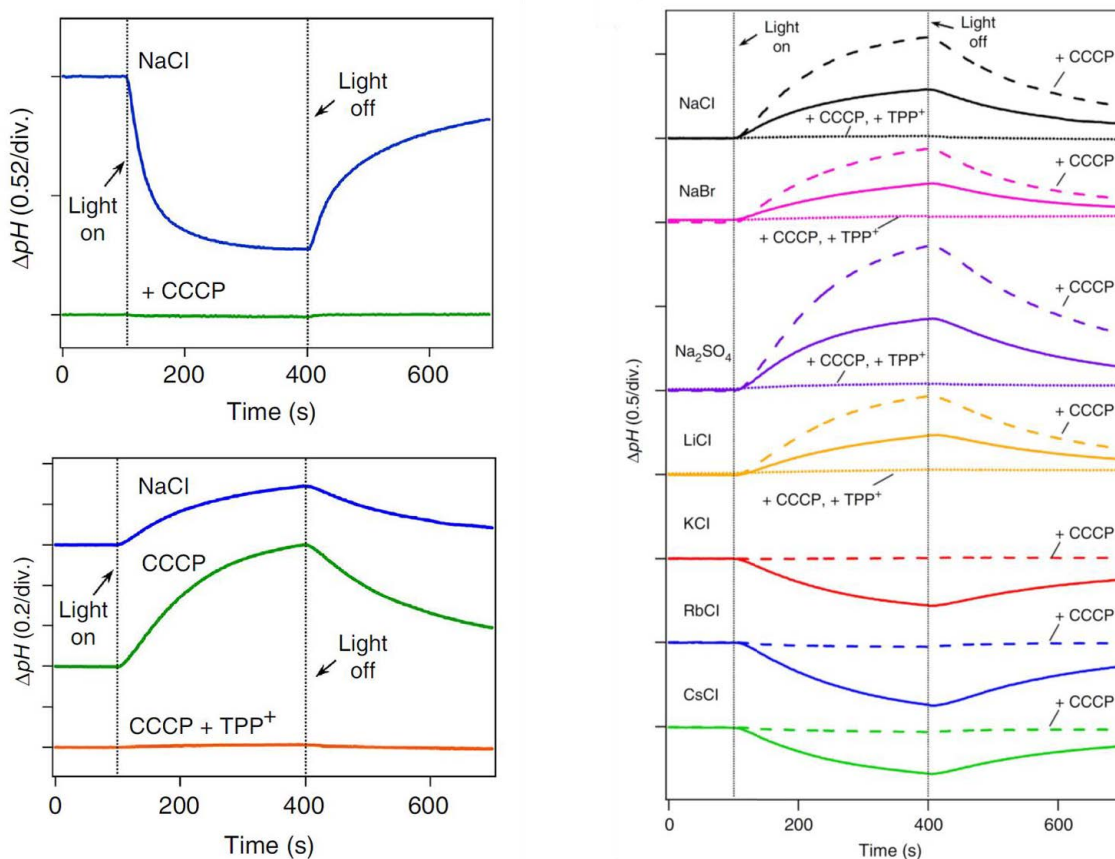 NaCl
Light
off
Light
on
+ CCCP
ΔpH (0.52/div.)
0
200
400
600
Time (s)
NaCl
CCCP
Light
on
Light
off
CCCP + TPP+
ΔpH (0.2/div.)
0
200
400
600
Time (s)
Light
on
Light
off
+ CCCP
NaCl
+ CCCP, + TPP+
+ CCCP
NaBr
+ CCCP, + TPP+
+ CCCP
Na2SO4
+ CCCP, + TPP+
+ CCCP
LiCl
+ CCCP, + TPP+
KCl
+ CCCP
RbCl
+ CCCP
CsCl
+ CCCP
ΔpH (0.5/div.)
0
200
400
600
Time (s)